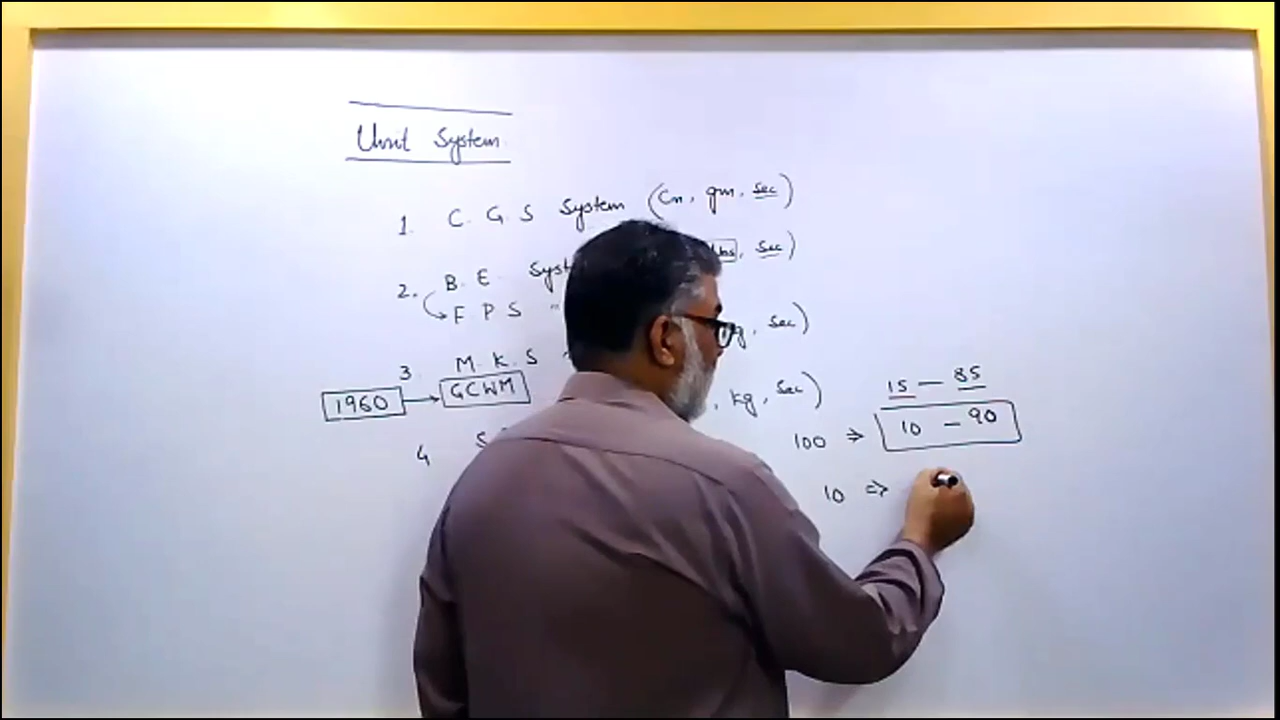 Unit System
1. C. G. S System (Cm, gm, sec)
2. B. E. Syst lbs, sec)
F P S "
3. M. K. S " g, sec)
1960 → GCWM
4 S , kg, sec)
15 — 85
100 ⇒ 10 — 90
10 ⇒